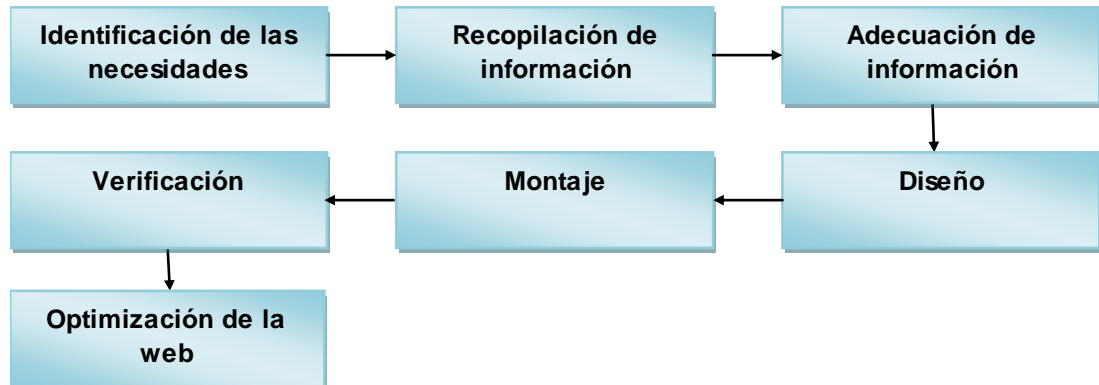 Identificación de las
necesidades
Recopilación de
información
Adecuación de
información
Diseño
Montaje
Verificación
Optimización de la
web